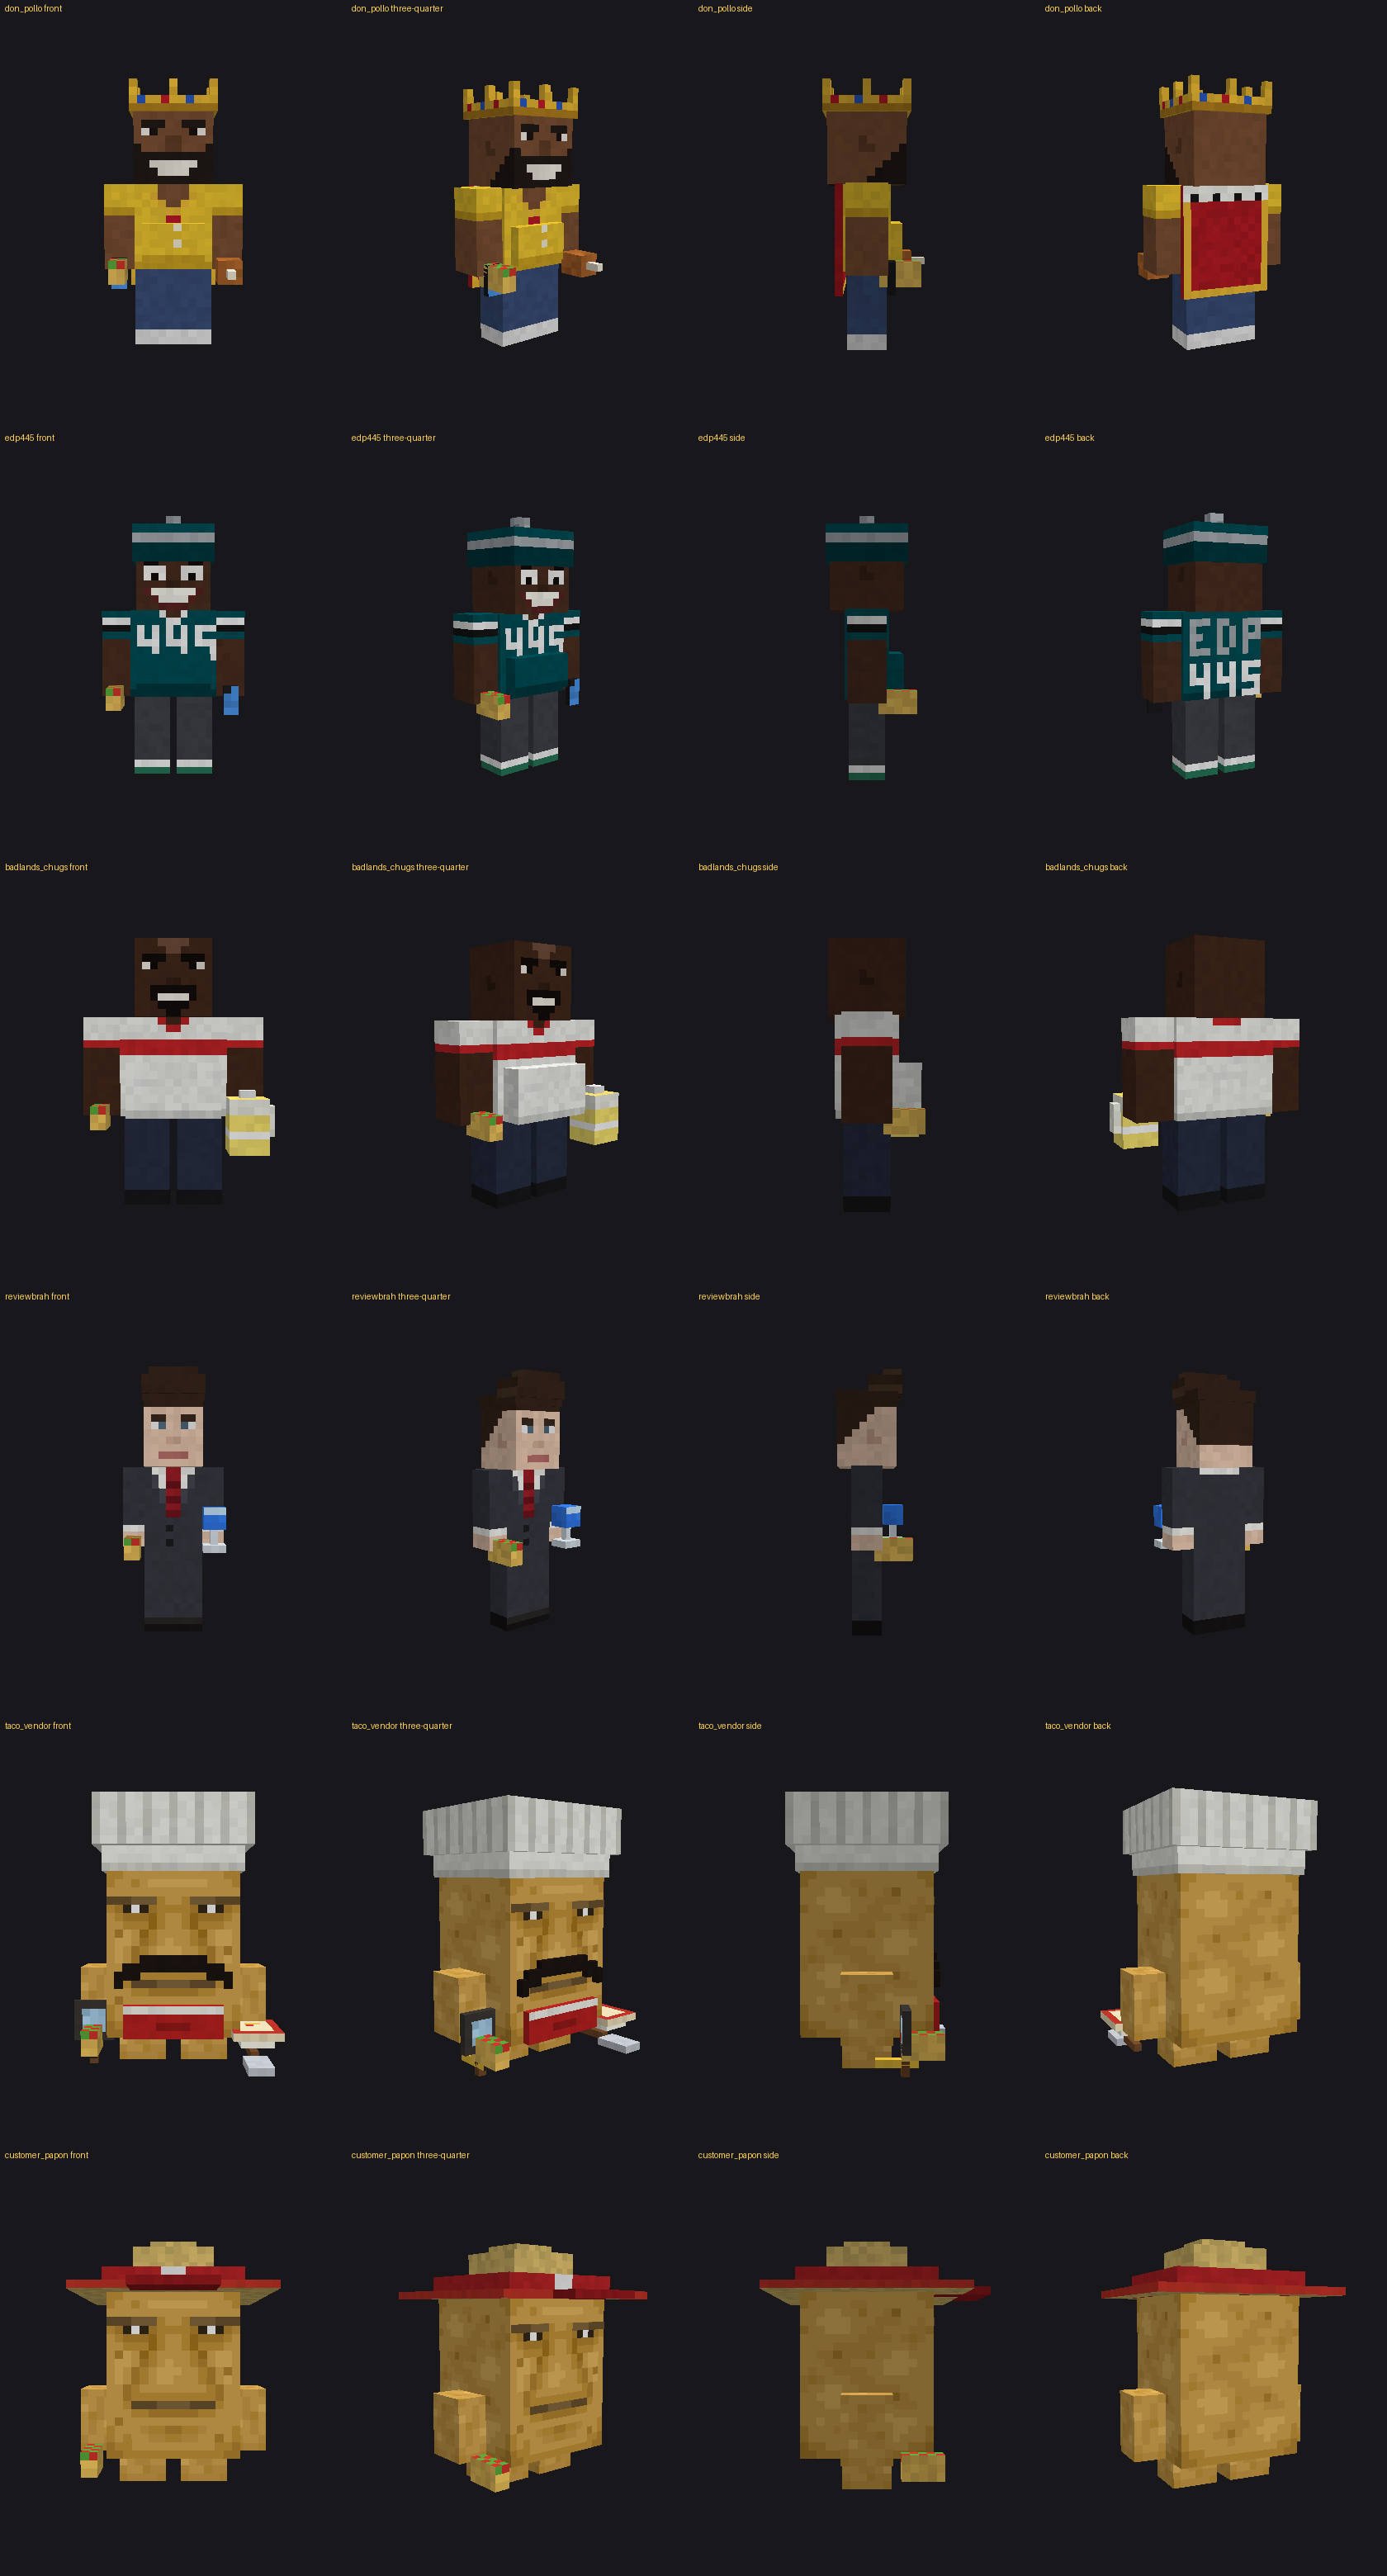 don_pollo front
don_pollo three-quarter
don_pollo side
don_pollo back
edp445 front
edp445 three-quarter
edp445 side
edp445 back
445
445
EDP
445
badlands_chugs front
badlands_chugs three-quarter
badlands_chugs side
badlands_chugs back
reviewbrah front
reviewbrah three-quarter
reviewbrah side
reviewbrah back
taco_vendor front
taco_vendor three-quarter
taco_vendor side
taco_vendor back
customer_papon front
customer_papon three-quarter
customer_papon side
customer_papon back